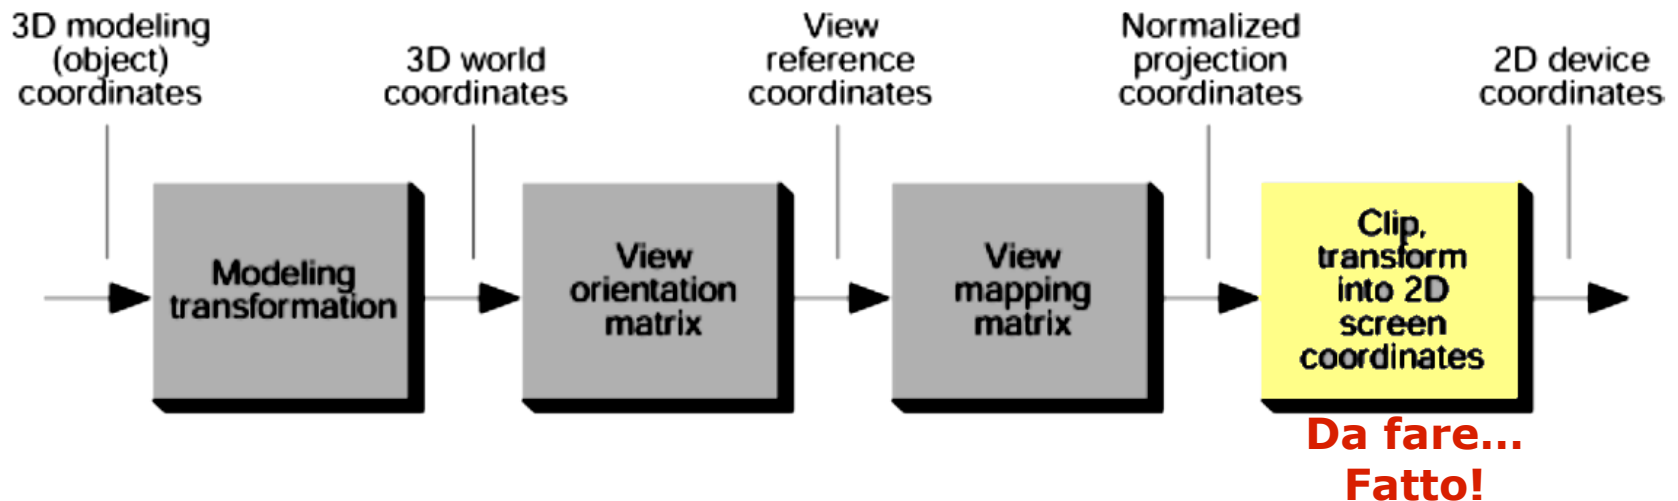 3D modeling
(object)
coordinates
3D world
coordinates
View
reference
coordinates
Normalized
projection
coordinates
2D device
coordinates
Modeling
transformation
View
orientation
matrix
View
mapping
matrix
Clip,
transform
into 2D
screen
coordinates
Da fare...
Fatto!